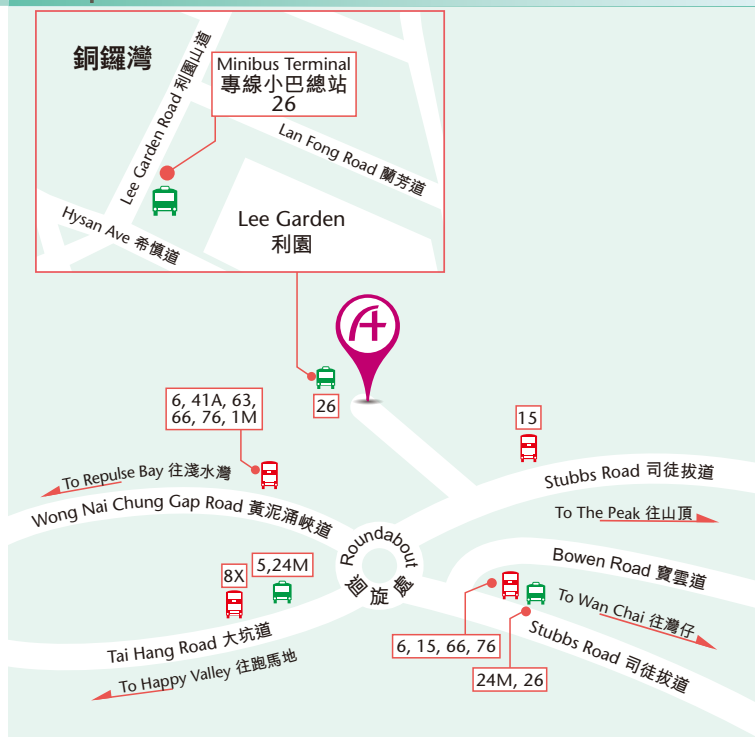 銅鑼灣
Minibus Terminal
專線小巴總站
26
Lee Garden Road 利園山道
Lan Fong Road 蘭芳道
Hysan Ave 希慎道
Lee Garden
利園
26
6, 41A, 63,
66, 76, 1M
15
To Repulse Bay 往淺水灣
Wong Nai Chung Gap Road 黃泥涌峽道
Stubbs Road 司徒拔道
To The Peak 往山頂
Roundabout
迴旋處
Bowen Road 寶雲道
8X
5,24M
To Wan Chai 往灣仔
Stubbs Road 司徒拔道
6, 15, 66, 76
24M, 26
Tai Hang Road 大坑道
To Happy Valley 往跑馬地